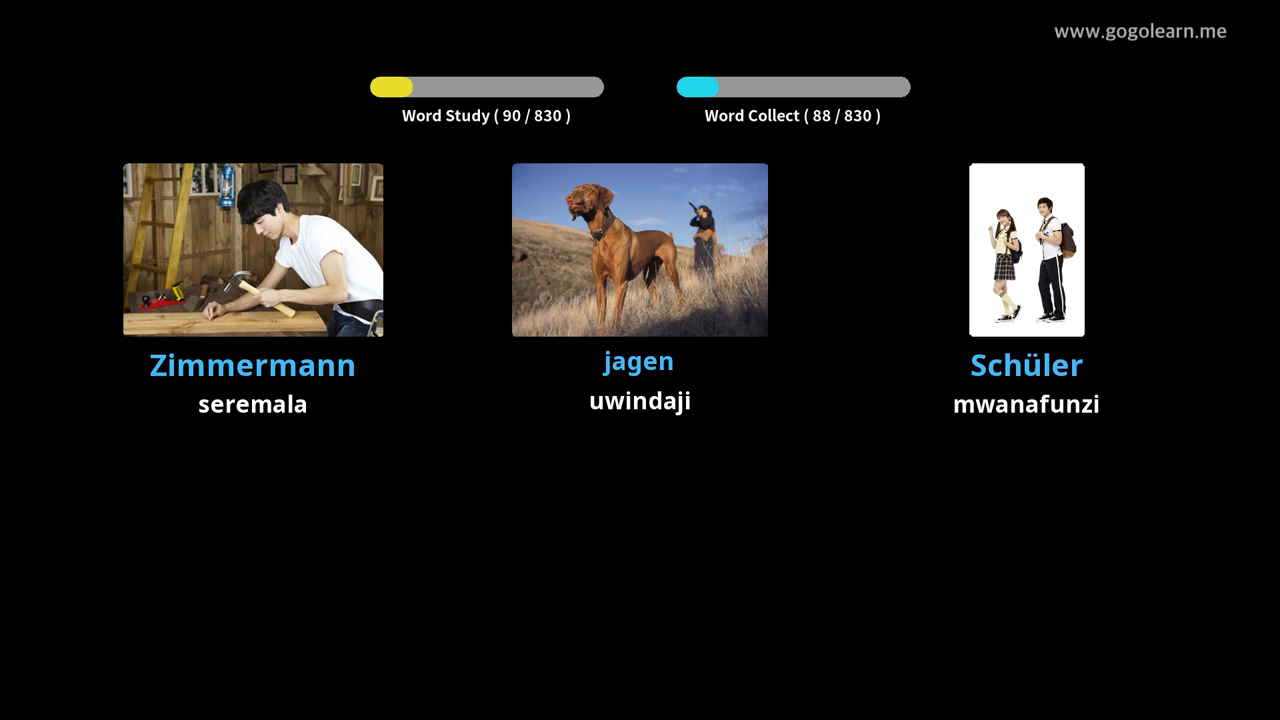 www.gogolearn.me
Word Study ( 90 / 830 )
Word Collect ( 88 / 830 )
Zimmermann
seremala
jagen
uwindaji
Schüler
mwanafunzi